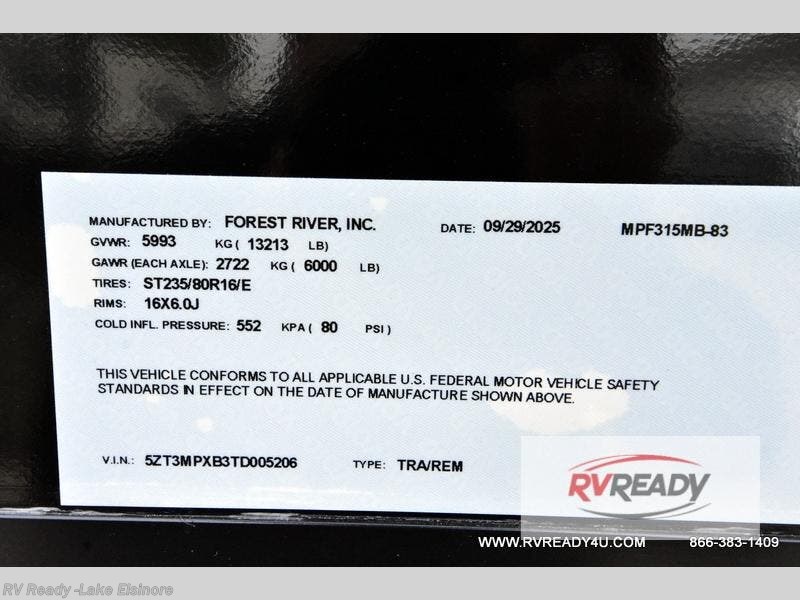 MANUFACTURED BY: FOREST RIVER, INC. DATE: 09/29/2025 MPF315MB-83
GVWR: 5993 KG ( 13213 LB)
GAWR (EACH AXLE): 2722 KG ( 6000 LB)
TIRES: ST235/80R16/E
RIMS: 16X6.0J
COLD INFL. PRESSURE: 552 KPA ( 80 PSI )
THIS VEHICLE CONFORMS TO ALL APPLICABLE U.S. FEDERAL MOTOR VEHICLE SAFETY
STANDARDS IN EFFECT ON THE DATE OF MANUFACTURE SHOWN ABOVE.
V.I.N.: 5ZT3MPXB3TD005206 TYPE: TRA/REM
RVREADY
WWW.RVREADY4U.COM 866-383-1409
RV Ready -Lake Elsinore